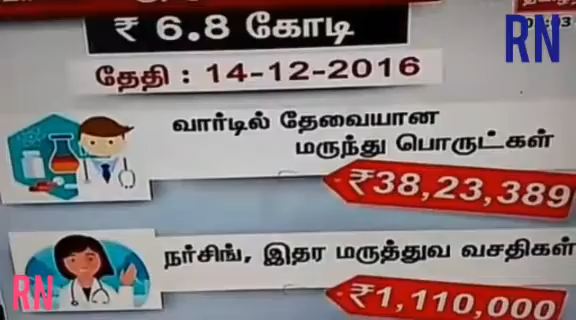 ₹ 6.8 கோடி
RN
தேதி : 14-12-2016
வார்டில் தேவையான
மருந்து பொருட்கள்
₹38,23,389
நர்சிங், இதர மருத்துவ வசதிகள்
₹1,110,000
RN